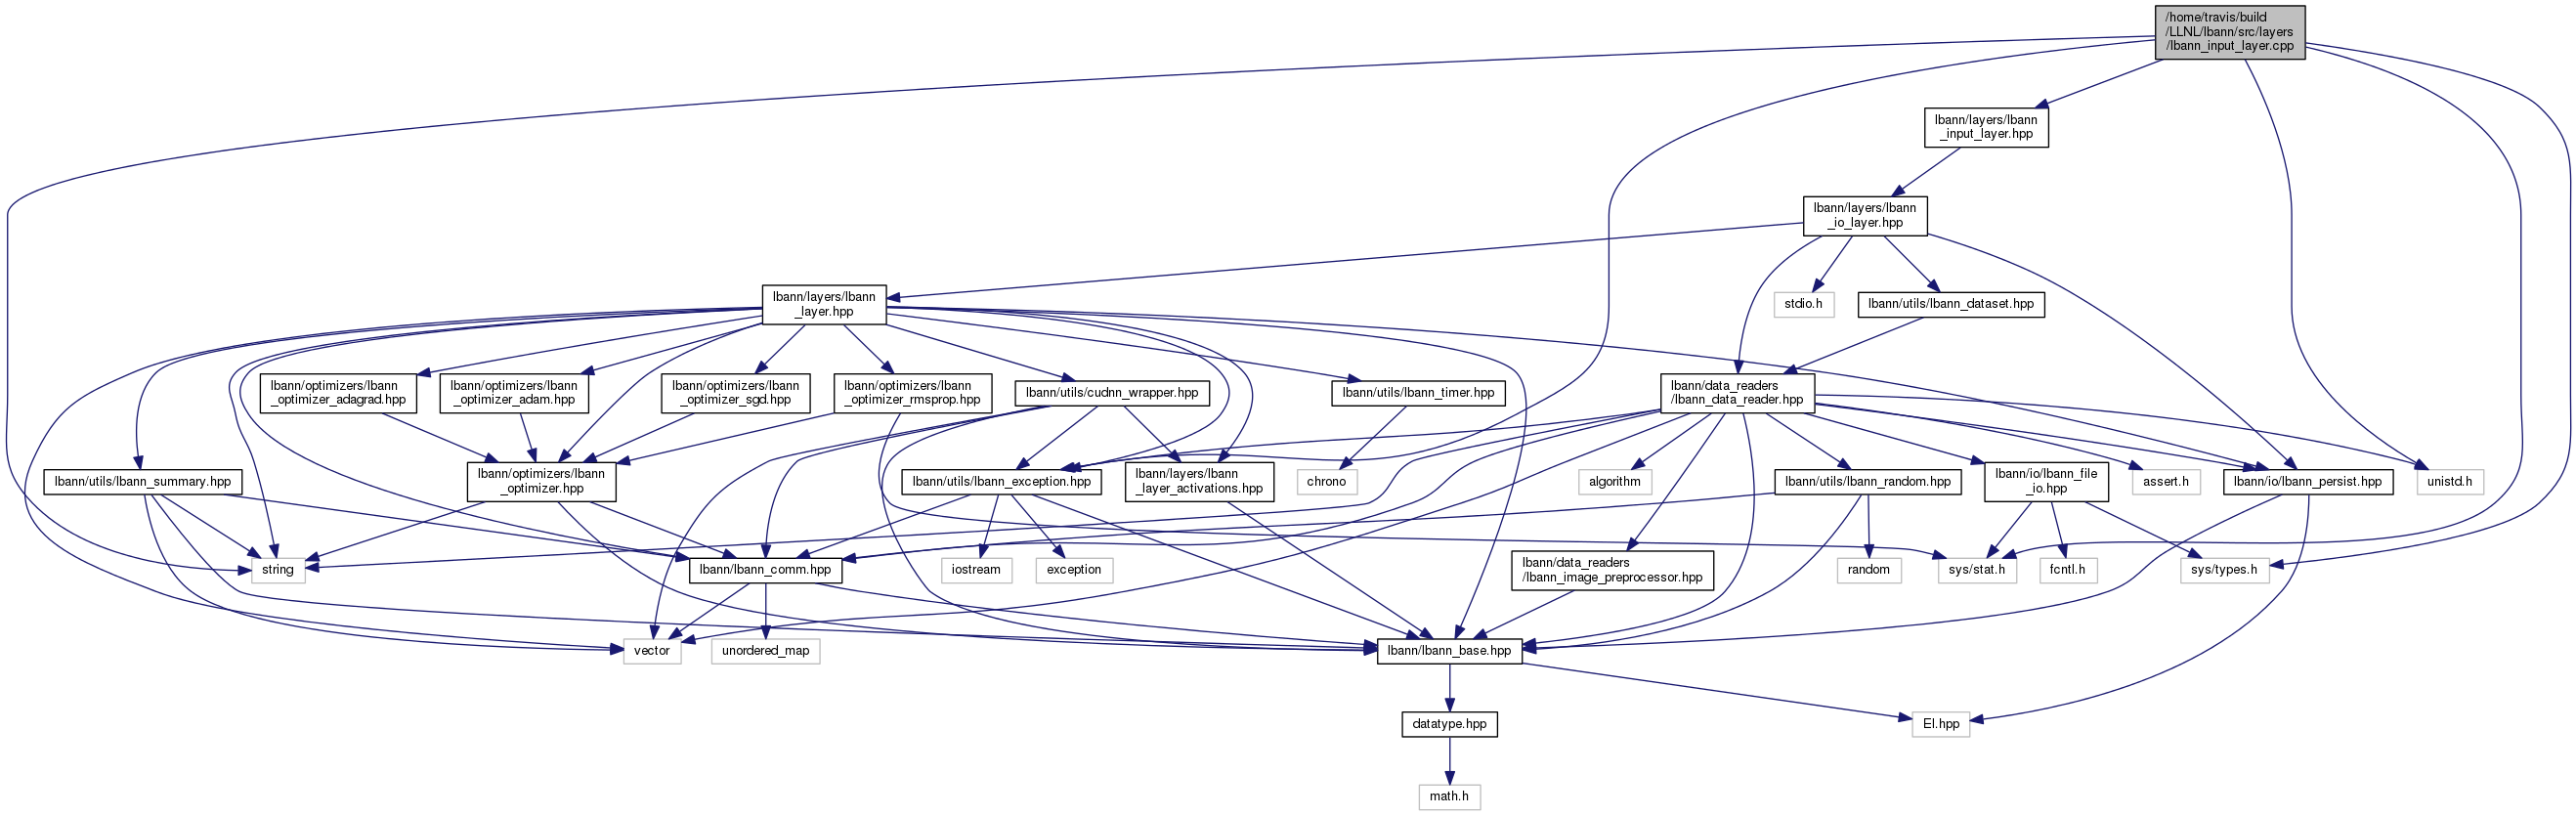 /home/travis/build
/LLNL/lbann/src/layers
/lbann_input_layer.cpp
lbann/layers/lbann
_input_layer.hpp
lbann/layers/lbann
_io_layer.hpp
lbann/layers/lbann
_layer.hpp
stdio.h
lbann/utils/lbann_dataset.hpp
lbann/optimizers/lbann
_optimizer_adagrad.hpp
lbann/optimizers/lbann
_optimizer_adam.hpp
lbann/optimizers/lbann
_optimizer_sgd.hpp
lbann/optimizers/lbann
_optimizer_rmsprop.hpp
lbann/utils/cudnn_wrapper.hpp
lbann/utils/lbann_timer.hpp
lbann/data_readers
/lbann_data_reader.hpp
lbann/utils/lbann_summary.hpp
lbann/optimizers/lbann
_optimizer.hpp
lbann/utils/lbann_exception.hpp
lbann/layers/lbann
_layer_activations.hpp
chrono
algorithm
lbann/utils/lbann_random.hpp
lbann/io/lbann_file
_io.hpp
assert.h
lbann/io/lbann_persist.hpp
unistd.h
string
lbann/lbann_comm.hpp
iostream
exception
lbann/data_readers
/lbann_image_preprocessor.hpp
random
sys/stat.h
fcntl.h
sys/types.h
vector
unordered_map
lbann/lbann_base.hpp
datatype.hpp
El.hpp
math.h